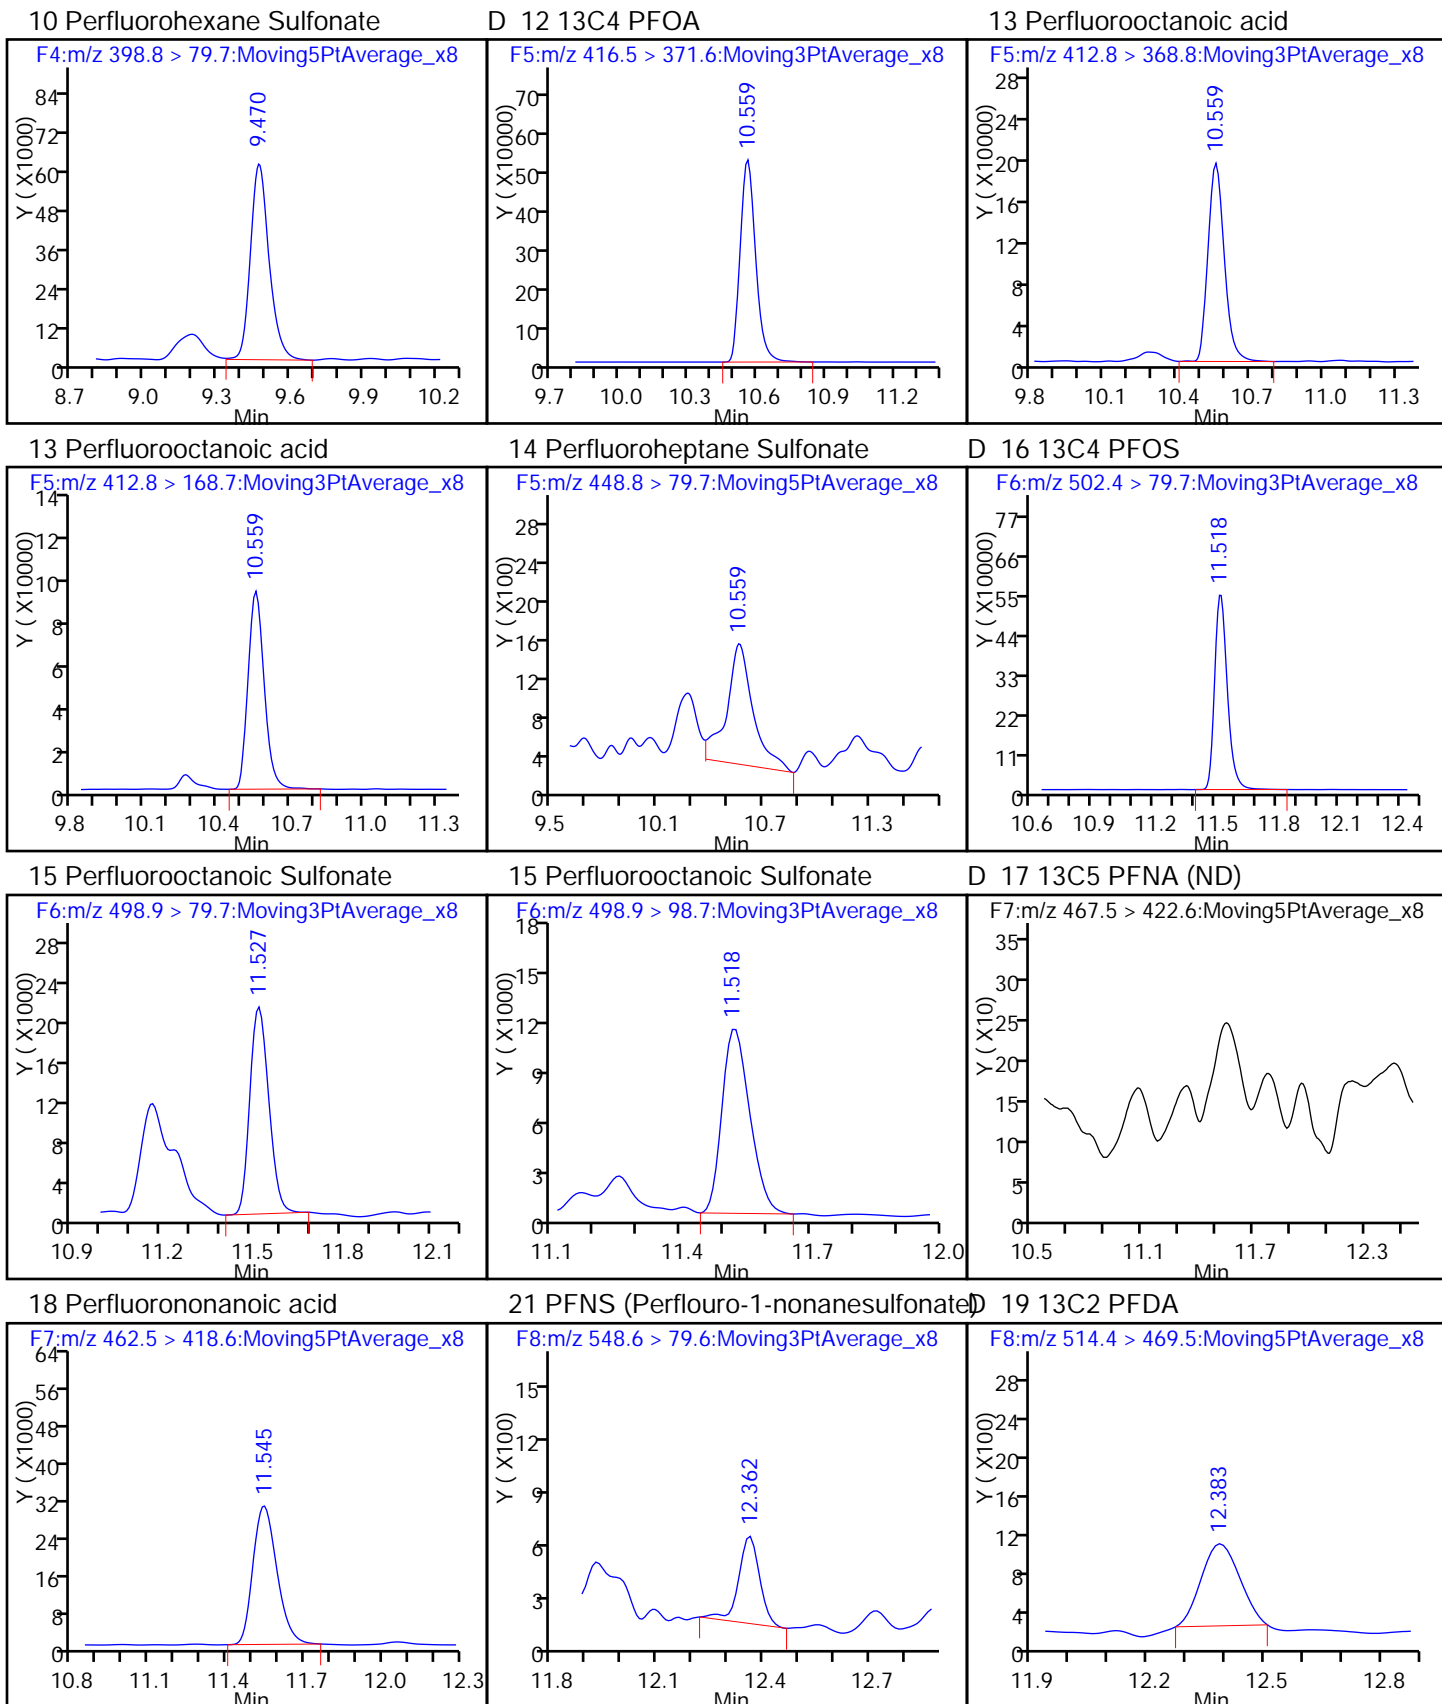 10 Perfluorohexane Sulfonate
F4:m/z 398.8 > 79.7:Moving5PtAverage_x8
Y ( X1000)
84
72
60
48
36
24
12
0
9.470
8.7 9.0 9.3 9.6 9.9 10.2
Min
D 12 13C4 PFOA
F5:m/z 416.5 > 371.6:Moving3PtAverage_x8
Y ( X10000)
70
60
50
40
30
20
10
0
10.559
9.7 10.0 10.3 10.6 10.9 11.2
Min
13 Perfluorooctanoic acid
F5:m/z 412.8 > 368.8:Moving3PtAverage_x8
Y ( X10000)
28
24
20
16
12
8
4
0
10.559
9.8 10.1 10.4 10.7 11.0 11.3
Min
13 Perfluorooctanoic acid
F5:m/z 412.8 > 168.7:Moving3PtAverage_x8
Y ( X10000)
14
12
10
8
6
4
2
0
10.559
9.8 10.1 10.4 10.7 11.0 11.3
Min
14 Perfluoroheptane Sulfonate
F5:m/z 448.8 > 79.7:Moving5PtAverage_x8
Y ( X100)
28
24
20
16
12
8
4
0
10.559
9.5 10.1 10.7 11.3
Min
D 16 13C4 PFOS
F6:m/z 502.4 > 79.7:Moving3PtAverage_x8
Y ( X10000)
77
66
55
44
33
22
11
0
11.518
10.6 10.9 11.2 11.5 11.8 12.1 12.4
Min
15 Perfluorooctanoic Sulfonate
F6:m/z 498.9 > 79.7:Moving3PtAverage_x8
Y ( X1000)
28
24
20
16
12
8
4
0
11.527
10.9 11.2 11.5 11.8 12.1
Min
15 Perfluorooctanoic Sulfonate
F6:m/z 498.9 > 98.7:Moving3PtAverage_x8
Y ( X1000)
18
15
12
9
6
3
0
11.518
11.1 11.4 11.7 12.0
Min
D 17 13C5 PFNA (ND)
F7:m/z 467.5 > 422.6:Moving5PtAverage_x8
Y ( X10)
35
30
25
20
15
10
5
0
10.5 11.1 11.7 12.3
Min
18 Perfluorononanoic acid
F7:m/z 462.5 > 418.6:Moving5PtAverage_x8
Y ( X1000)
64
56
48
40
32
24
16
8
0
11.545
10.8 11.1 11.4 11.7 12.0 12.3
Min
21 PFNS (Perflouro-1-nonanesulfonate)
F8:m/z 548.6 > 79.6:Moving3PtAverage_x8
Y ( X100)
15
12
9
6
3
0
12.362
11.8 12.1 12.4 12.7
Min
D 19 13C2 PFDA
F8:m/z 514.4 > 469.5:Moving5PtAverage_x8
Y ( X100)
28
24
20
16
12
8
4
0
12.383
11.9 12.2 12.5 12.8
Min